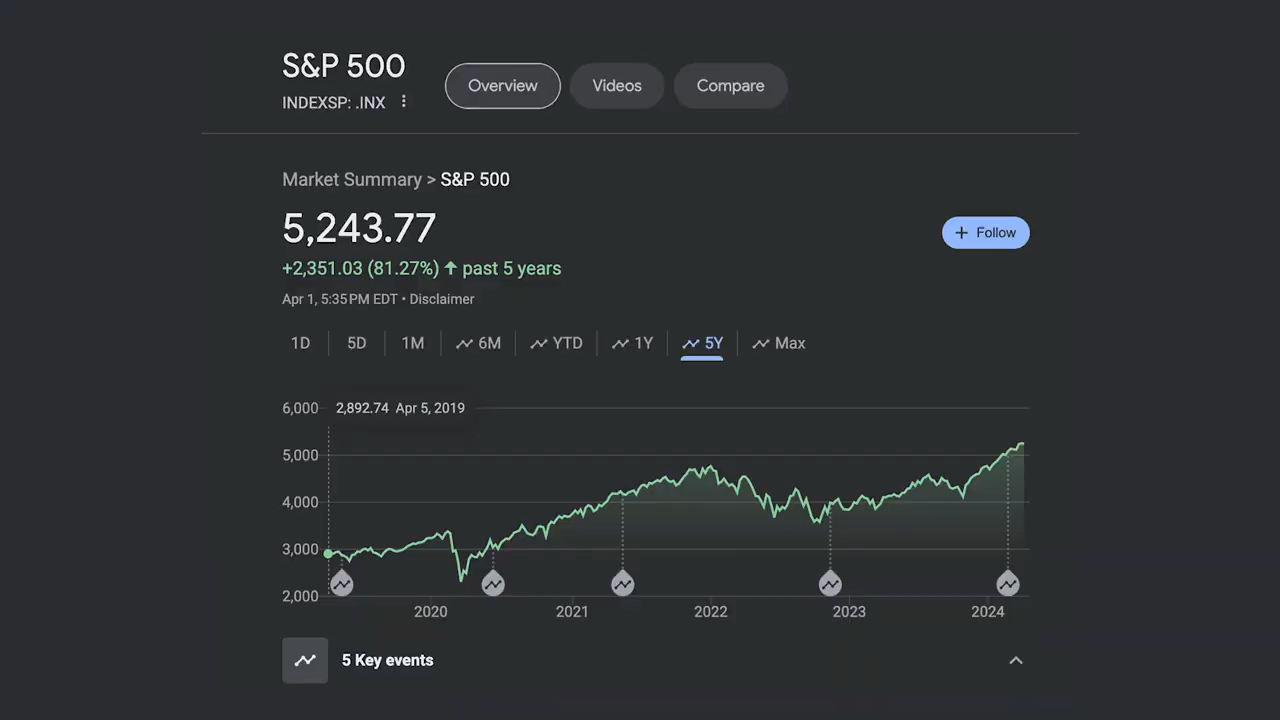 S&P 500
INDEXSP: .INX
Overview
Videos
Compare
Market Summary > S&P 500
5,243.77
+ Follow
+2,351.03 (81.27%) ↑ past 5 years
Apr 1, 5:35 PM EDT • Disclaimer
1D 5D 1M 6M YTD 1Y 5Y Max
6,000 2,892.74 Apr 5, 2019
5,000
4,000
3,000
2,000
2020 2021 2022 2023 2024
5 Key events